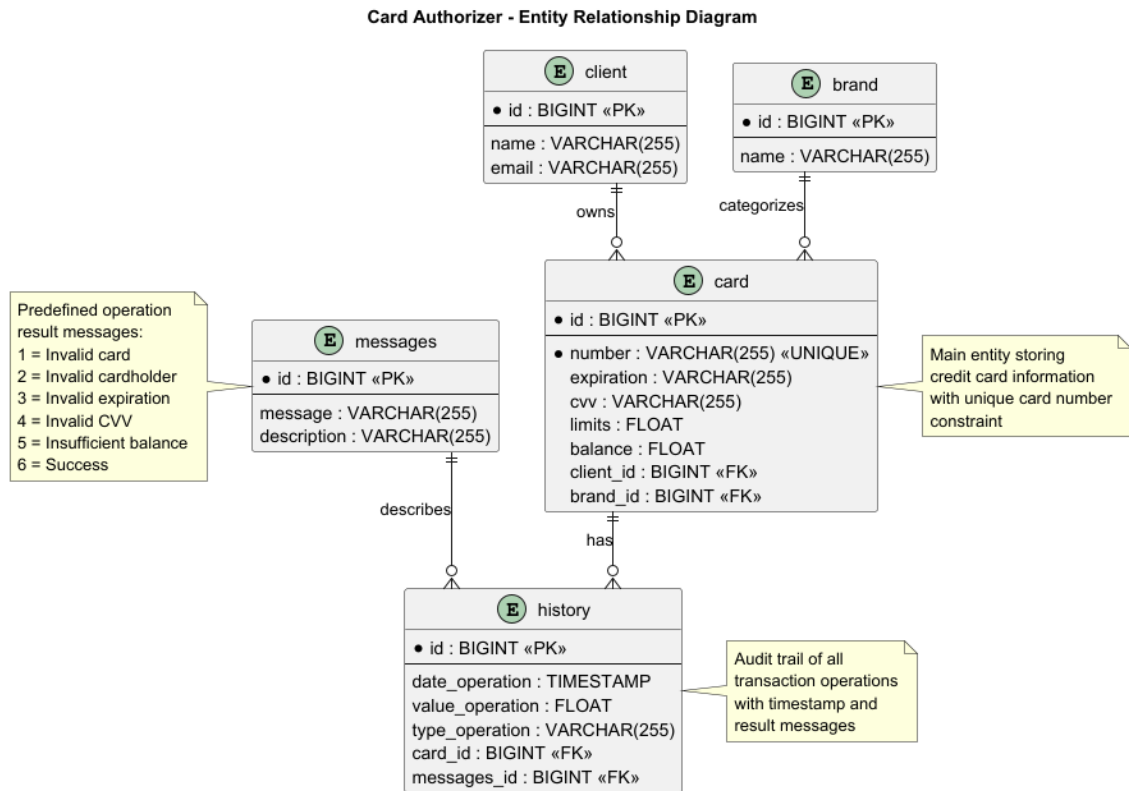 Card Authorizer - Entity Relationship Diagram
E client
● id : BIGINT «PK»
name : VARCHAR(255)
email : VARCHAR(255)
E brand
● id : BIGINT «PK»
name : VARCHAR(255)
owns
categorizes
E card
● id : BIGINT «PK»
● number : VARCHAR(255) «UNIQUE»
expiration : VARCHAR(255)
cvv : VARCHAR(255)
limits : FLOAT
balance : FLOAT
client_id : BIGINT «FK»
brand_id : BIGINT «FK»
Predefined operation
result messages:
1 = Invalid card
2 = Invalid cardholder
3 = Invalid expiration
4 = Invalid CVV
5 = Insufficient balance
6 = Success
E messages
● id : BIGINT «PK»
message : VARCHAR(255)
description : VARCHAR(255)
Main entity storing
credit card information
with unique card number
constraint
describes
has
E history
● id : BIGINT «PK»
date_operation : TIMESTAMP
value_operation : FLOAT
type_operation : VARCHAR(255)
card_id : BIGINT «FK»
messages_id : BIGINT «FK»
Audit trail of all
transaction operations
with timestamp and
result messages